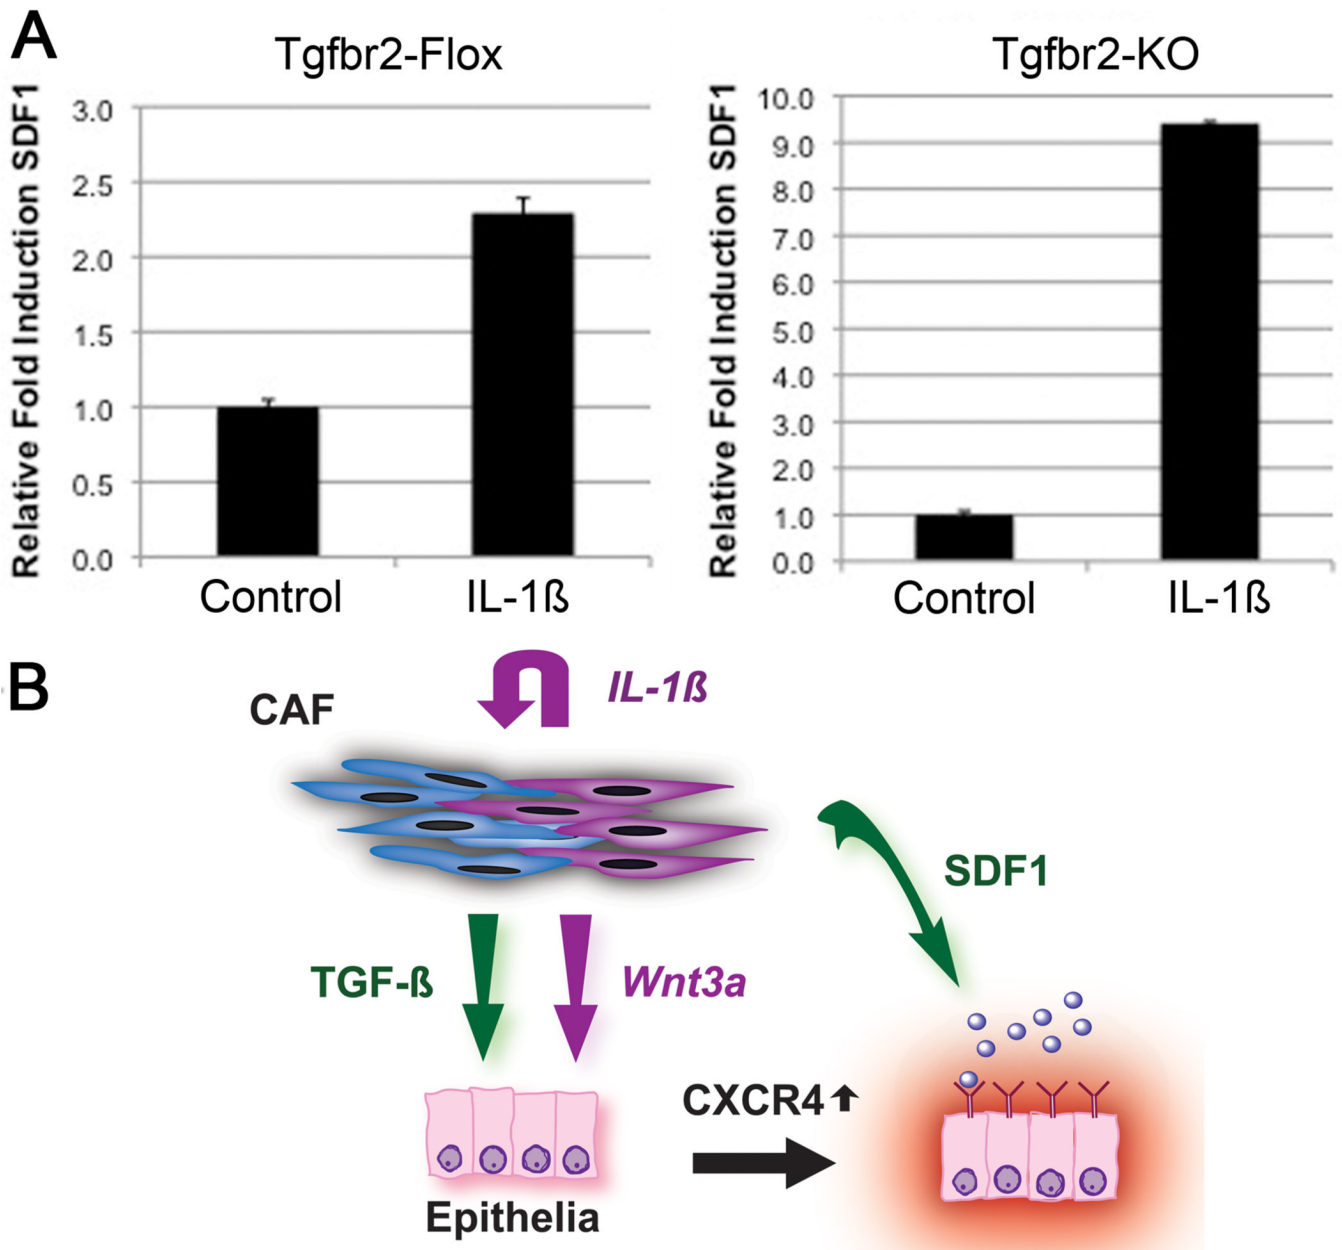 A
Tgfbr2-Flox
Relative Fold Induction SDF1
3.0
2.5
2.0
1.5
1.0
0.5
0.0
Control
IL-1ß
Tgfbr2-KO
Relative Fold Induction SDF1
10.0
9.0
8.0
7.0
6.0
5.0
4.0
3.0
2.0
1.0
0.0
Control
IL-1ß
B
CAF
IL-1ß
SDF1
TGF-ß
Wnt3a
CXCR4
Epithelia